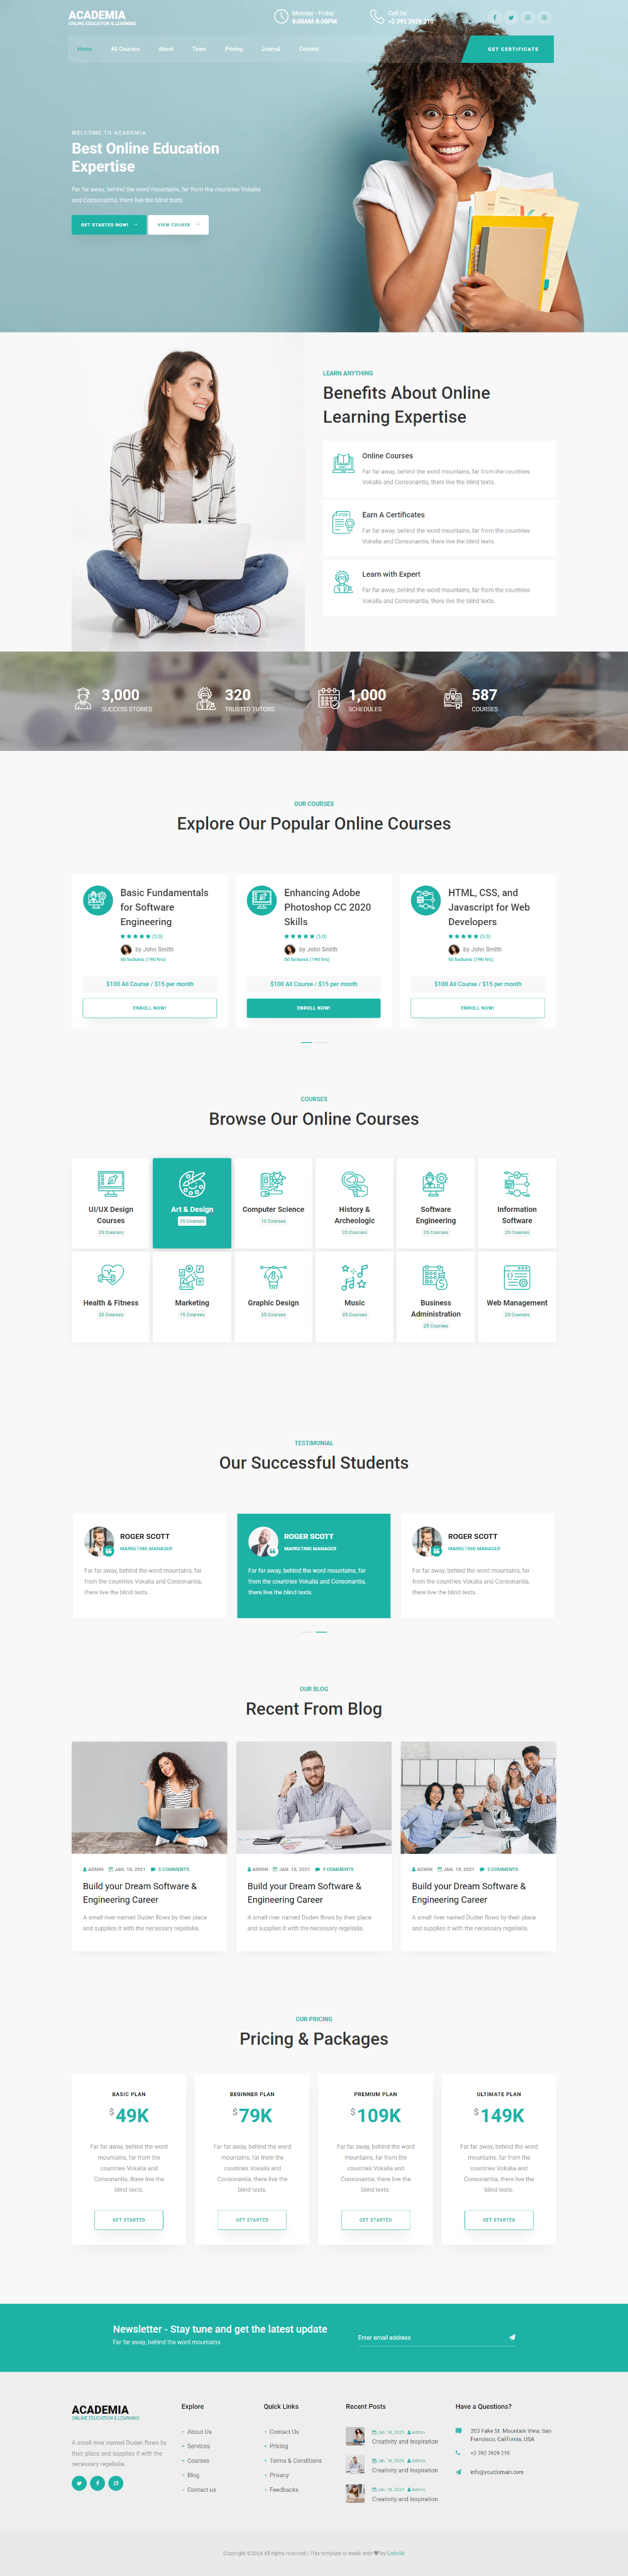 ACADEMIA
ONLINE EDUCATION & LEARNING
Monday - Friday
8:00AM-8:00PM
Call Us
+2 392 3929 210
Home
All Courses
About
Team
Pricing
Journal
Contact
GET CERTIFICATE
WELCOME TO ACADEMIA
Best Online Education
Expertise
Far far away, behind the word mountains, far from the countries Vokalia
and Consonantia, there live the blind texts.
GET STARTED NOW!
VIEW COURSE
LEARN ANYTHING
Benefits About Online
Learning Expertise
Online Courses
Far far away, behind the word mountains, far from the countries
Vokalia and Consonantia, there live the blind texts.
Earn A Certificates
Far far away, behind the word mountains, far from the countries
Vokalia and Consonantia, there live the blind texts.
Learn with Expert
Far far away, behind the word mountains, far from the countries
Vokalia and Consonantia, there live the blind texts.
3,000
SUCCESS STORIES
320
TRUSTED TUTORS
1,000
SCHEDULES
587
COURSES
OUR COURSES
Explore Our Popular Online Courses
Basic Fundamentals
for Software
Engineering
(5.0)
by John Smith
50 lectures (190 hrs)
$100 All Course / $15 per month
ENROLL NOW!
Enhancing Adobe
Photoshop CC 2020
Skills
(5.0)
by John Smith
50 lectures (190 hrs)
$100 All Course / $15 per month
ENROLL NOW!
HTML, CSS, and
Javascript for Web
Developers
(5.0)
by John Smith
50 lectures (190 hrs)
$100 All Course / $15 per month
ENROLL NOW!
COURSES
Browse Our Online Courses
UI/UX Design
Courses
25 Courses
Art & Design
25 Courses
Computer Science
10 Courses
History &
Archeologic
25 Courses
Software
Engineering
25 Courses
Information
Software
25 Courses
Health & Fitness
25 Courses
Marketing
15 Courses
Graphic Design
25 Courses
Music
25 Courses
Business
Administration
25 Courses
Web Management
25 Courses
TESTIMONIAL
Our Successful Students
ROGER SCOTT
MARKETING MANAGER
Far far away, behind the word mountains, far
from the countries Vokalia and Consonantia,
there live the blind texts.
ROGER SCOTT
MARKETING MANAGER
Far far away, behind the word mountains, far
from the countries Vokalia and Consonantia,
there live the blind texts.
ROGER SCOTT
MARKETING MANAGER
Far far away, behind the word mountains, far
from the countries Vokalia and Consonantia,
there live the blind texts.
OUR BLOG
Recent From Blog
ADMIN JAN. 18, 2021 3 COMMENTS
Build your Dream Software &
Engineering Career
A small river named Duden flows by their place
and supplies it with the necessary regelialia.
ADMIN JAN. 18, 2021 3 COMMENTS
Build your Dream Software &
Engineering Career
A small river named Duden flows by their place
and supplies it with the necessary regelialia.
ADMIN JAN. 18, 2021 3 COMMENTS
Build your Dream Software &
Engineering Career
A small river named Duden flows by their place
and supplies it with the necessary regelialia.
OUR PRICING
Pricing & Packages
BASIC PLAN
$49K
Far far away, behind the word
mountains, far from the
countries Vokalia and
Consonantia, there live the
blind texts.
GET STARTED
BEGINNER PLAN
$79K
Far far away, behind the word
mountains, far from the
countries Vokalia and
Consonantia, there live the
blind texts.
GET STARTED
PREMIUM PLAN
$109K
Far far away, behind the word
mountains, far from the
countries Vokalia and
Consonantia, there live the
blind texts.
GET STARTED
ULTIMATE PLAN
$149K
Far far away, behind the word
mountains, far from the
countries Vokalia and
Consonantia, there live the
blind texts.
GET STARTED
Newsletter - Stay tune and get the latest update
Far far away, behind the word mountains
Enter email address
ACADEMIA
ONLINE EDUCATION & LEARNING
A small river named Duden flows by
their place and supplies it with the
necessary regelialia.
Explore
About Us
Services
Courses
Blog
Contact us
Quick Links
Contact Us
Pricing
Terms & Conditions
Privacy
Feedbacks
Recent Posts
Jan. 18, 2021 Admin
Creativity and Inspiration
Jan. 18, 2021 Admin
Creativity and Inspiration
Jan. 18, 2021 Admin
Creativity and Inspiration
Have a Questions?
203 Fake St. Mountain View, San
Francisco, California, USA
+2 392 3929 210
info@yourdomain.com
Copyright ©2024 All rights reserved | This template is made with by Colorlib